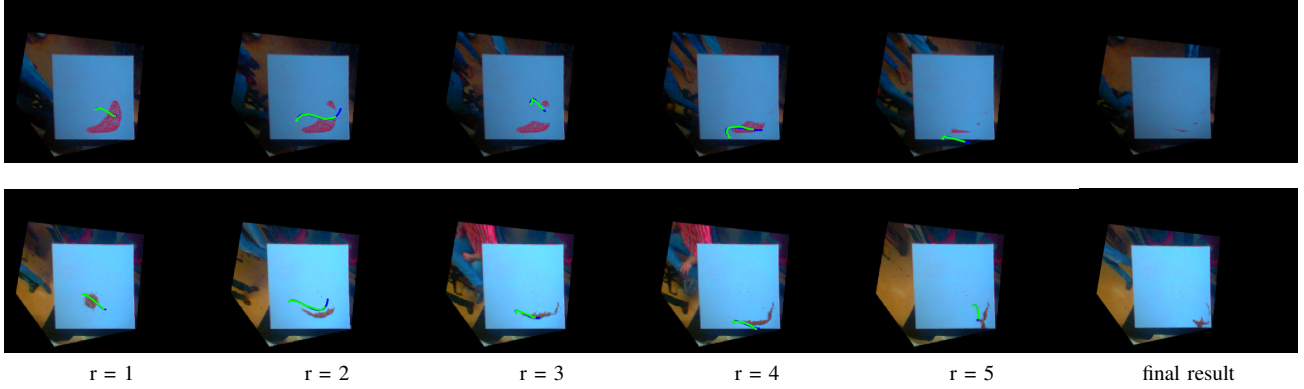 r = 1 r = 2 r = 3 r = 4 r = 5 final result